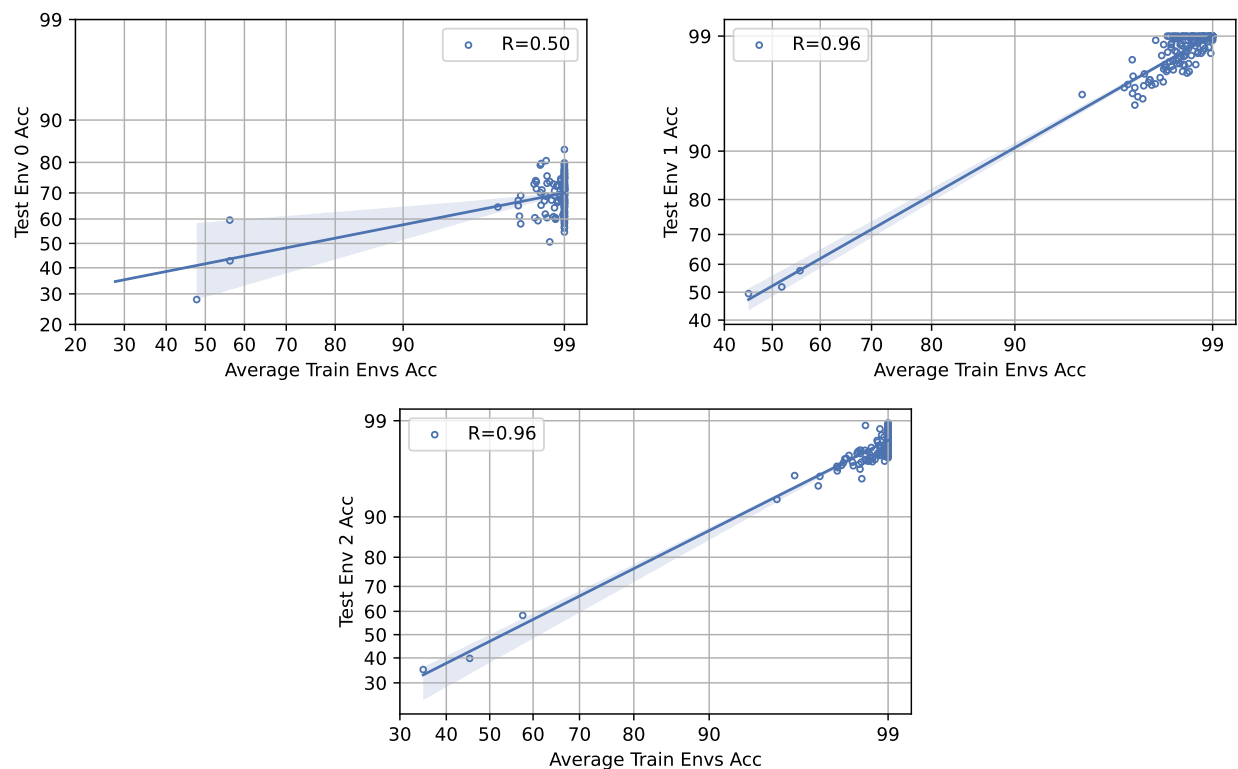 99
90
80
70
60
50
40
30
20
Test Env 0 Acc
R=0.50
20 30 40 50 60 70 80 90 99
Average Train Envs Acc
99
90
80
70
60
50
40
Test Env 1 Acc
R=0.96
40 50 60 70 80 90 99
Average Train Envs Acc
99
90
80
70
60
50
40
30
Test Env 2 Acc
R=0.96
30 40 50 60 70 80 90 99
Average Train Envs Acc